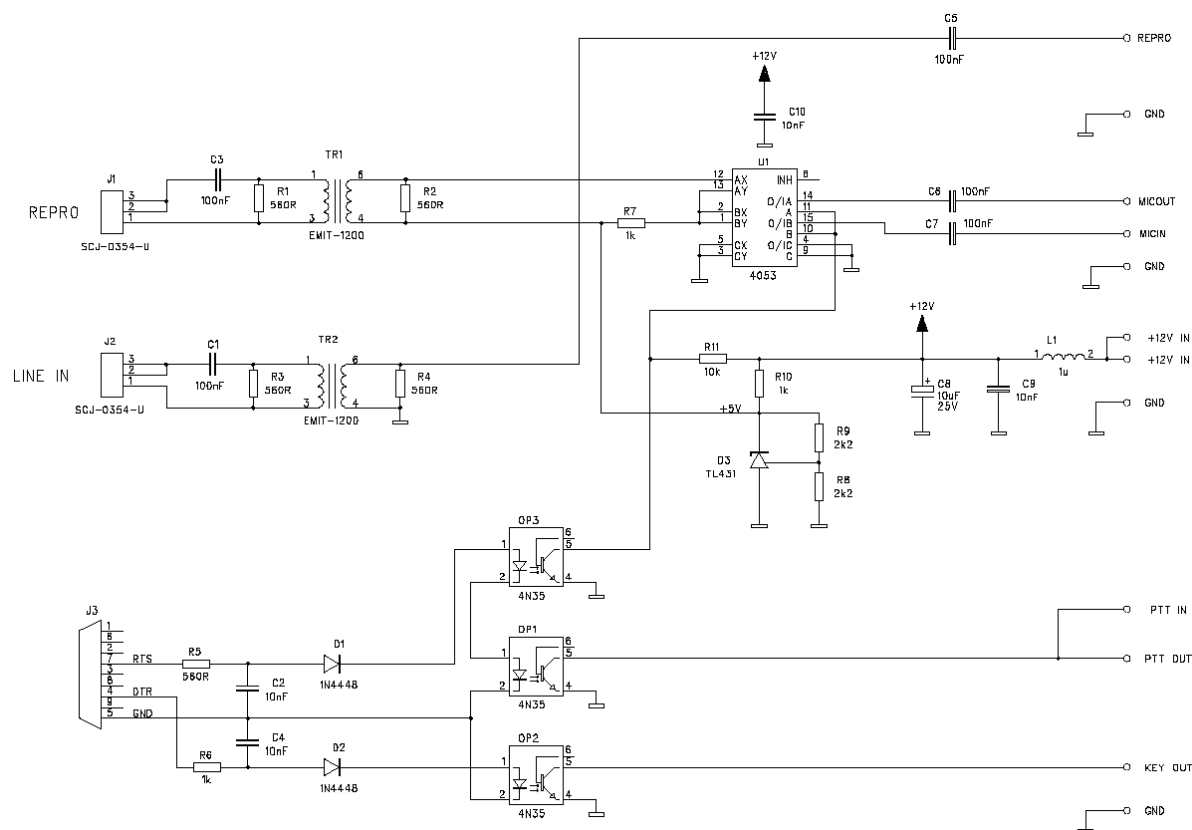 C5
REPRO
100nF
+12V
C10
10nF
GND
U1
C3
TR1
J1
3
2
1
100nF
R1
560R
1
3
6
4
R2
560R
EMIT-1200
REPRO
SCJ-0354-U
R7
1k
12 AX INH 6
13 AY
2 BX
1 BY
5 CX
3 CY
O/IA 14
A 11
O/IB 15
B 10
O/IC 4
C 9
4053
C6
100nF
MICOUT
C7
100nF
MICIN
GND
+12V
L1
1
2
1u
+12V IN
+12V IN
J2
3
2
1
C1
100nF
TR2
R3
560R
1
3
6
4
R4
560R
EMIT-1200
LINE IN
SCJ-0354-U
R11
10k
R10
1k
C8
+
10uF
25V
C9
10nF
GND
+5V
R9
2k2
D3
TL431
R8
2k2
OP3
1
2
6
5
4
4N35
J3
1
6
2
7
3
8
4
9
5
RTS
DTR
GND
R5
560R
C2
10nF
D1
1N4448
OP1
1
2
6
5
4
4N35
PTT IN
PTT OUT
C4
10nF
R6
1k
D2
1N4448
OP2
1
2
6
5
4
4N35
KEY OUT
GND